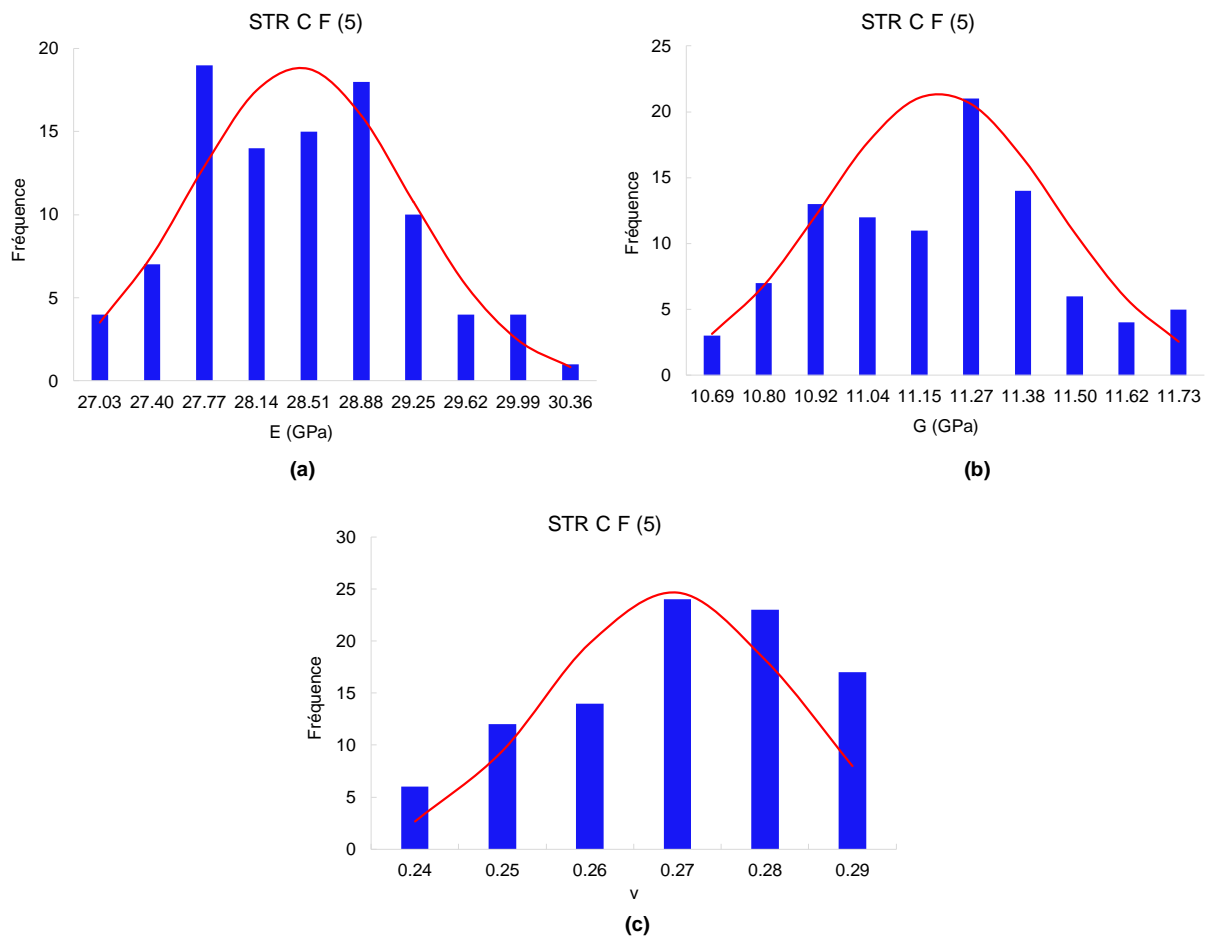 STR C F (5)
20
15
10
5
0
Fréquence
27.03 27.40 27.77 28.14 28.51 28.88 29.25 29.62 29.99 30.36
E (GPa)
(a)
STR C F (5)
25
20
15
10
5
0
Fréquence
10.69 10.80 10.92 11.04 11.15 11.27 11.38 11.50 11.62 11.73
G (GPa)
(b)
STR C F (5)
30
25
20
15
10
5
0
Fréquence
0.24 0.25 0.26 0.27 0.28 0.29
ν
(c)